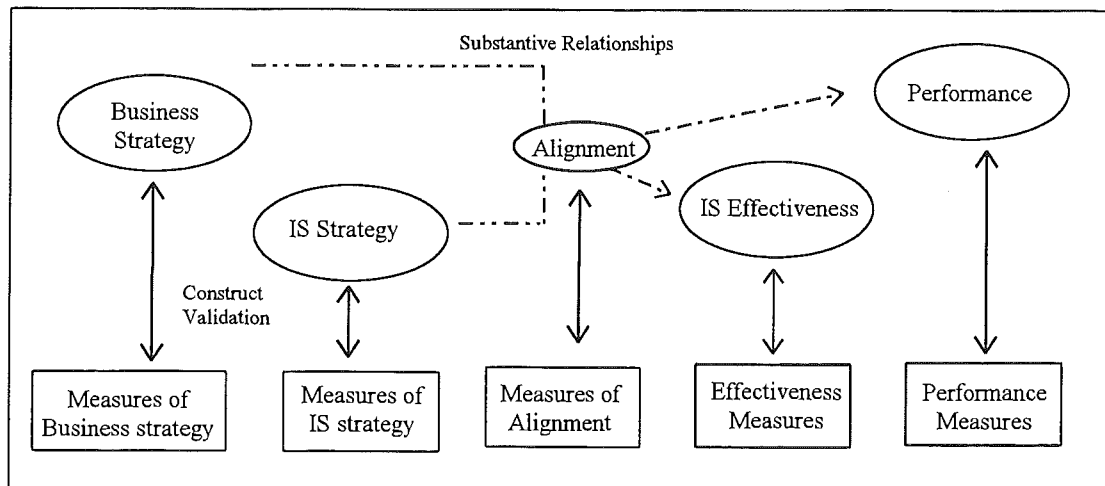 Substantive Relationships
Business
Strategy
Performance
Alignment
IS Strategy
IS Effectiveness
Construct
Validation
Measures of
Business strategy
Measures of
IS strategy
Measures of
Alignment
Effectiveness
Measures
Performance
Measures